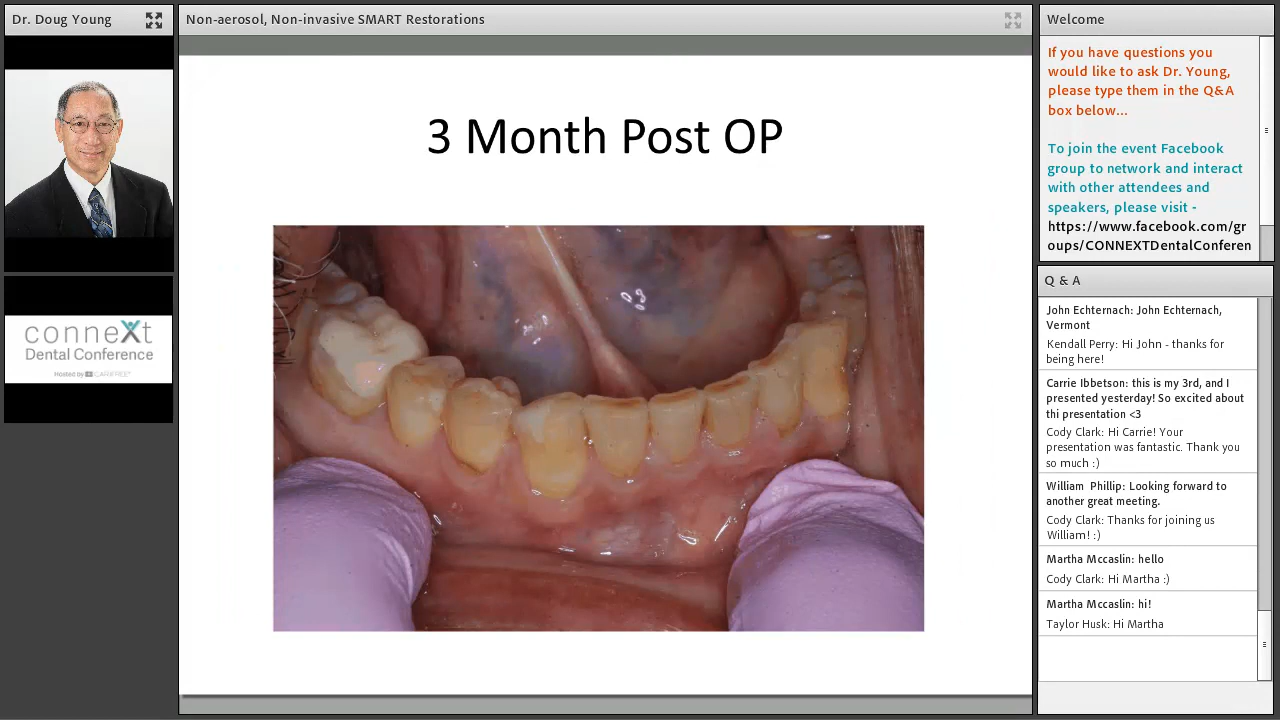 Dr. Doug Young
Non-aerosol, Non-invasive SMART Restorations
Welcome
3 Month Post OP
conneXt
Dental Conference
Hosted by CARIFREE
If you have questions you
would like to ask Dr. Young,
please type them in the Q&A
box below...
To join the event Facebook
group to network and interact
with other attendees and
speakers, please visit -
https://www.facebook.com/gr
oups/CONNEXTDentalConferen
Q & A
John Echternach: John Echternach,
Vermont
Kendall Perry: Hi John - thanks for
being here!
Carrie Ibbetson: this is my 3rd, and I
presented yesterday! So excited about
thi presentation <3
Cody Clark: Hi Carrie! Your
presentation was fantastic. Thank you
so much :)
William Phillip: Looking forward to
another great meeting.
Cody Clark: Thanks for joining us
William! :)
Martha Mccaslin: hello
Cody Clark: Hi Martha :)
Martha Mccaslin: hi!
Taylor Husk: Hi Martha